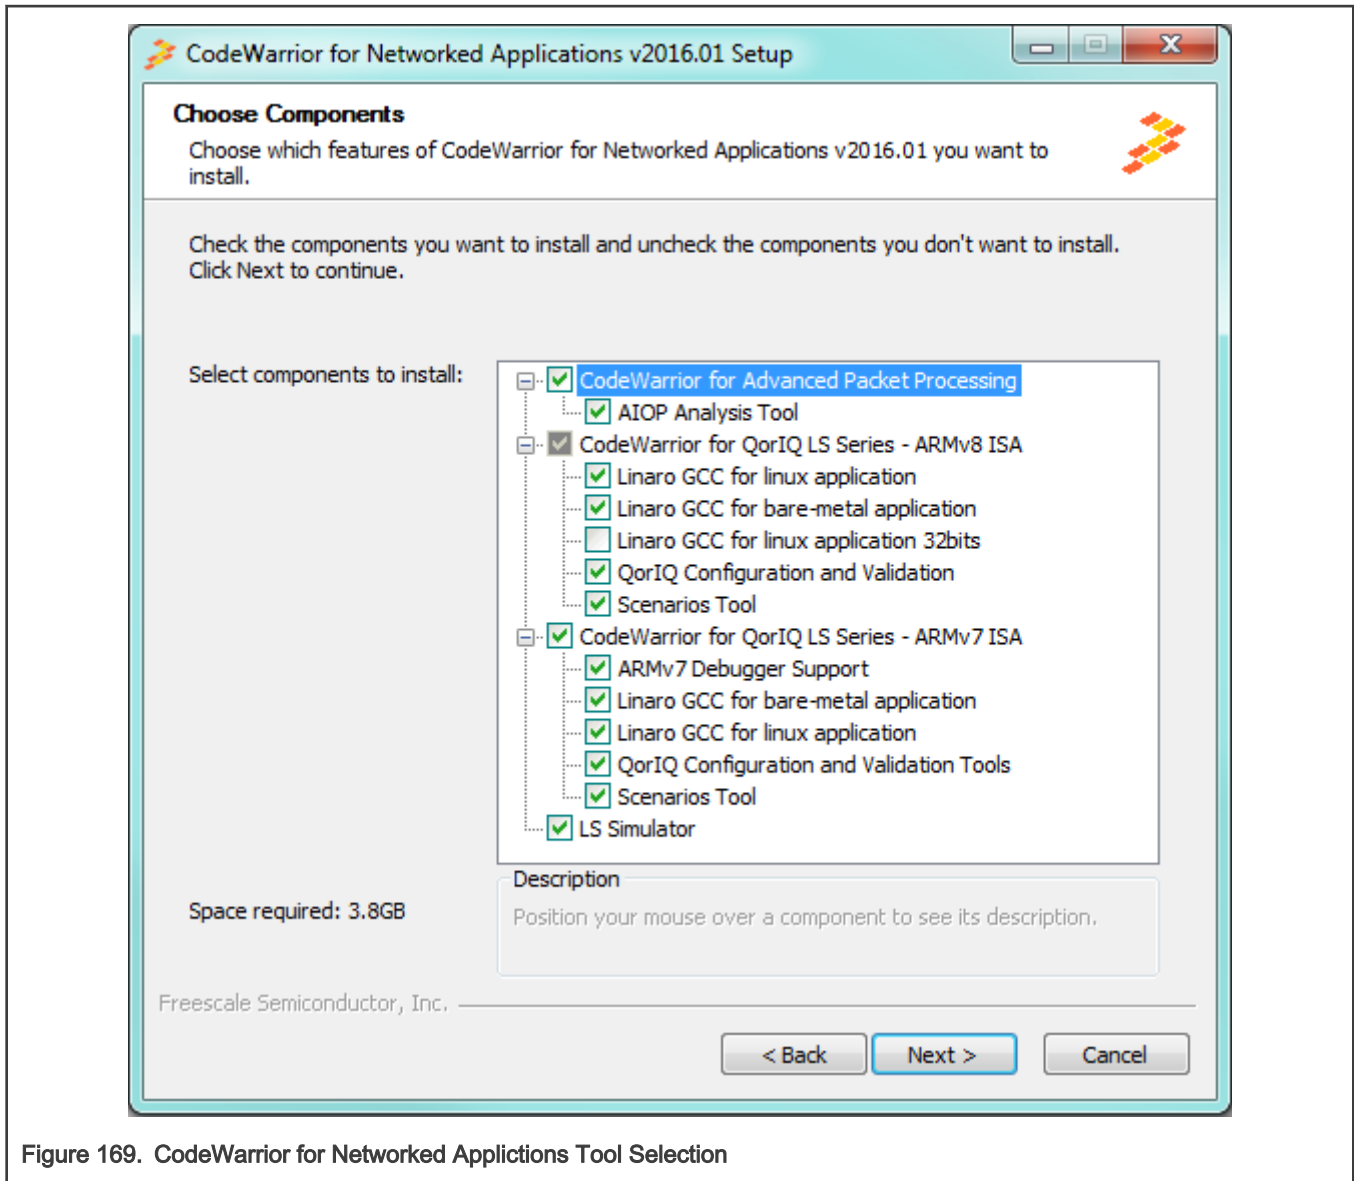 CodeWarrior for Networked Applications v2016.01 Setup
Choose Components
Choose which features of CodeWarrior for Networked Applications v2016.01 you want to
install.
Check the components you want to install and uncheck the components you don't want to install.
Click Next to continue.
Select components to install:
CodeWarrior for Advanced Packet Processing
AIOP Analysis Tool
CodeWarrior for QorIQ LS Series - ARMv8 ISA
Linaro GCC for linux application
Linaro GCC for bare-metal application
Linaro GCC for linux application 32bits
QorIQ Configuration and Validation
Scenarios Tool
CodeWarrior for QorIQ LS Series - ARMv7 ISA
ARMv7 Debugger Support
Linaro GCC for bare-metal application
Linaro GCC for linux application
QorIQ Configuration and Validation Tools
Scenarios Tool
LS Simulator
Space required: 3.8GB
Description
Position your mouse over a component to see its description.
Freescale Semiconductor, Inc.
< Back
Next >
Cancel
Figure 169. CodeWarrior for Networked Applictions Tool Selection